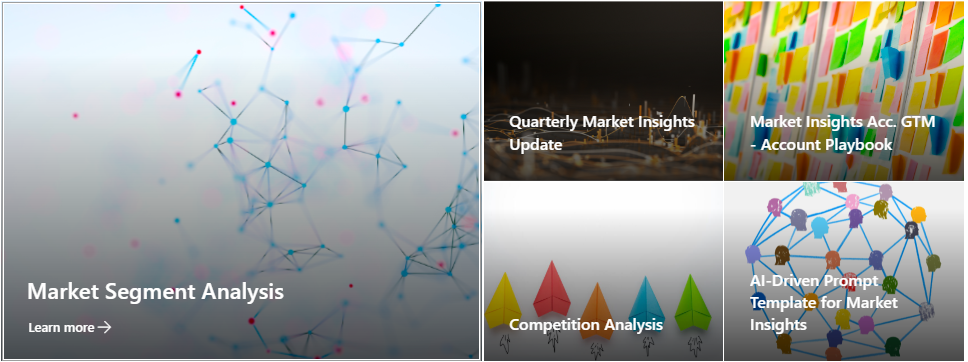 Market Segment Analysis
Learn more
Quarterly Market Insights
Update
Market Insights Acc. GTM
- Account Playbook
Competition Analysis
AI-Driven Prompt
Template for Market
Insights